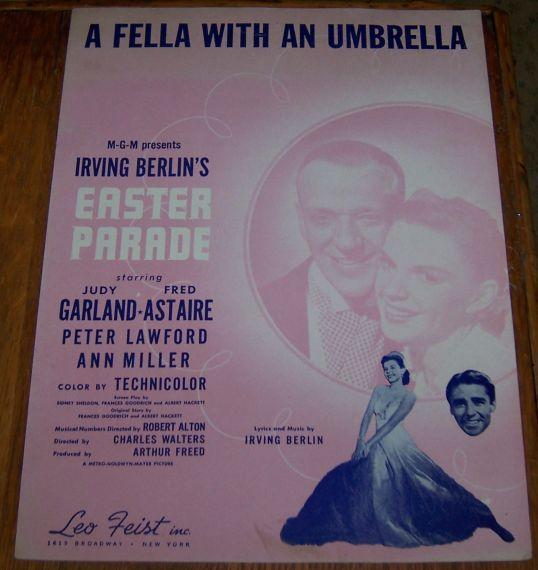 A FELLA WITH AN UMBRELLA
M-G-M presents
IRVING BERLIN'S
EASTER
PARADE
starring
JUDY FRED
GARLAND·ASTAIRE
PETER LAWFORD
ANN MILLER
COLOR BY TECHNICOLOR
Screen Play by
SIDNEY SHELDON, FRANCES GOODRICH and ALBERT HACKETT
Original Story by
FRANCES GOODRICH and ALBERT HACKETT
Musical Numbers Directed by ROBERT ALTON
Directed by CHARLES WALTERS
Produced by ARTHUR FREED
A METRO-GOLDWYN-MAYER PICTURE
Lyrics and Music by
IRVING BERLIN
Leo Feist inc.
1619 BROADWAY · NEW YORK